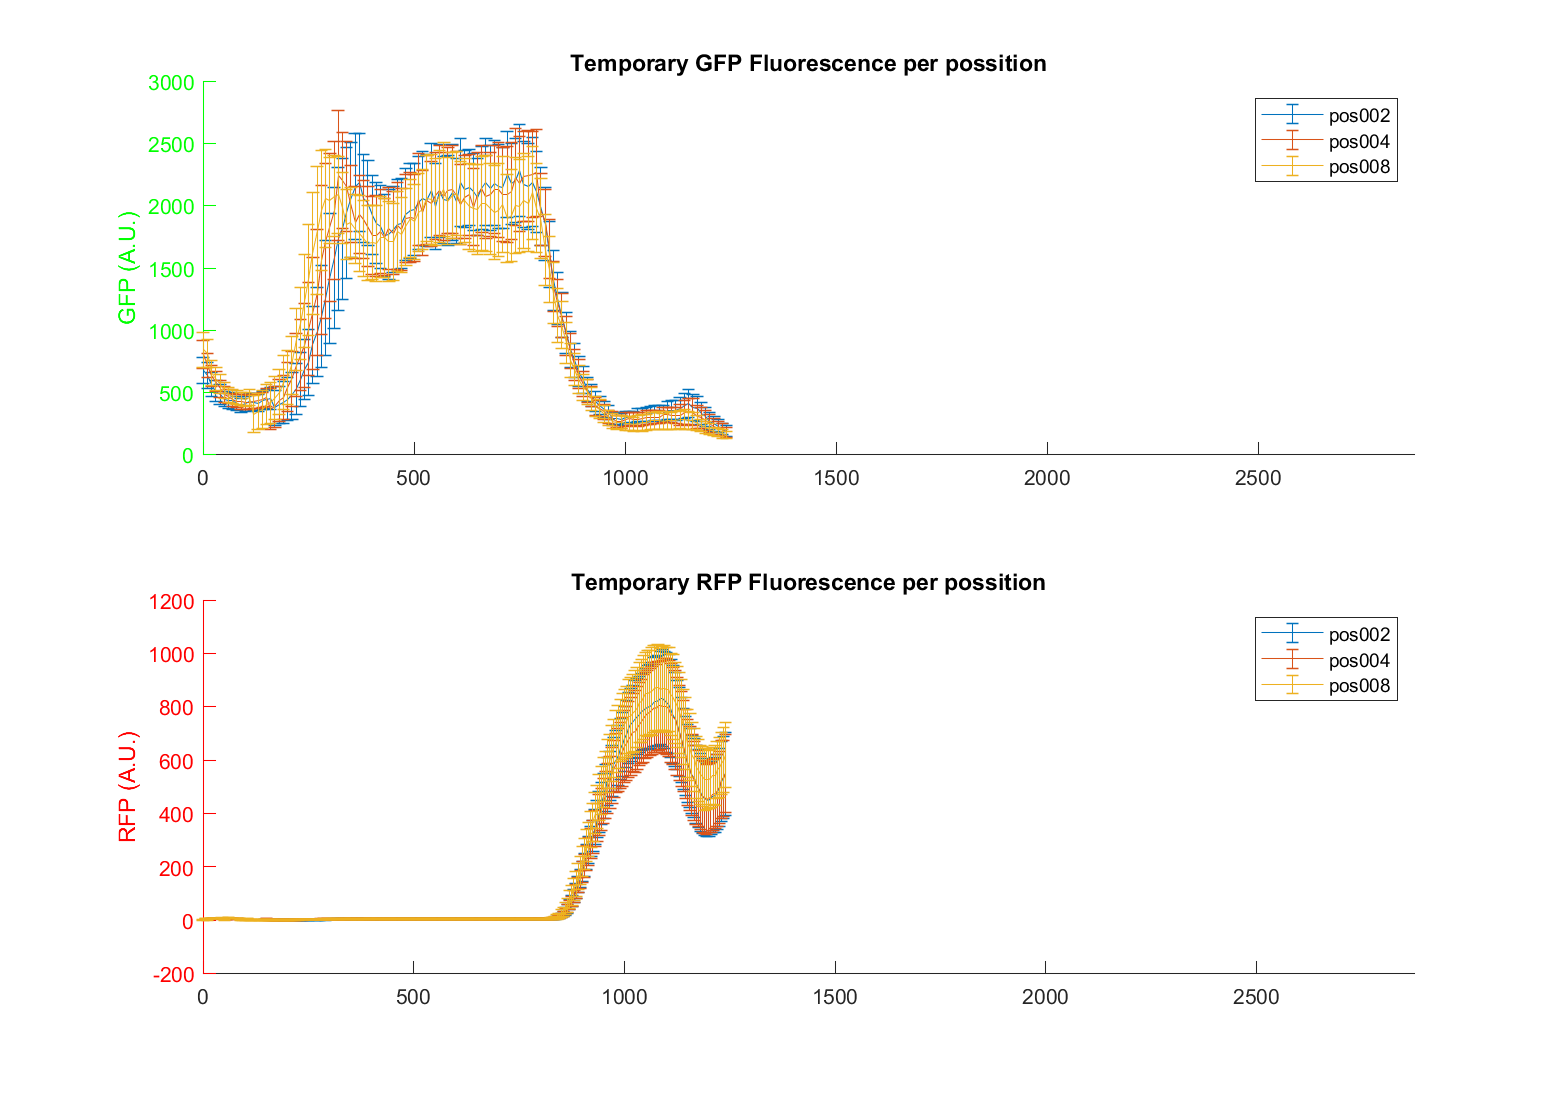 Temporary GFP Fluorescence per possition
3000
2500
2000
1500
1000
500
0
GFP (A.U.)
0 500 1000 1500 2000 2500
pos002
pos004
pos008
Temporary RFP Fluorescence per possition
1200
1000
800
600
400
200
0
-200
RFP (A.U.)
0 500 1000 1500 2000 2500
pos002
pos004
pos008